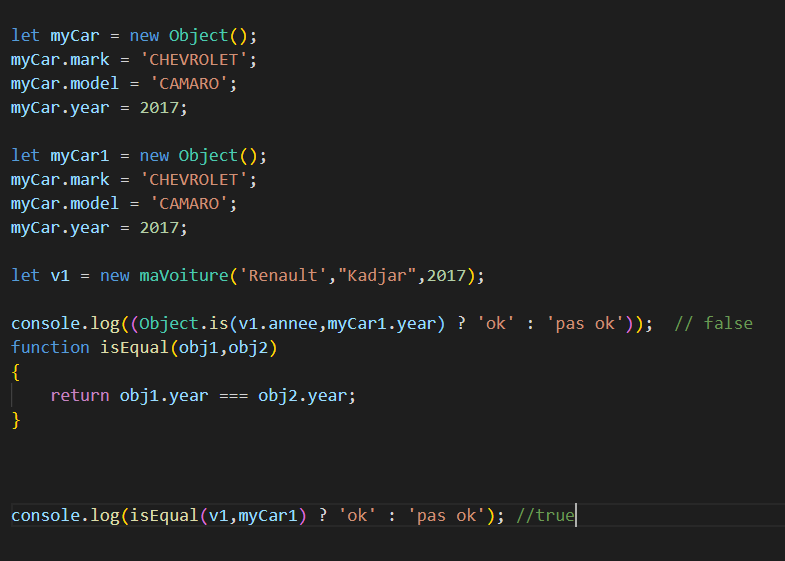 let myCar = new Object();
myCar.mark = 'CHEVROLET';
myCar.model = 'CAMARO';
myCar.year = 2017;
let myCar1 = new Object();
myCar.mark = 'CHEVROLET';
myCar.model = 'CAMARO';
myCar.year = 2017;
let v1 = new maVoiture('Renault',"Kadjar",2017);
console.log((Object.is(v1.annee,myCar1.year) ? 'ok' : 'pas ok'));  // false
function isEqual(obj1,obj2)
{
    return obj1.year === obj2.year;
}
console.log(isEqual(v1,myCar1) ? 'ok' : 'pas ok'); //true